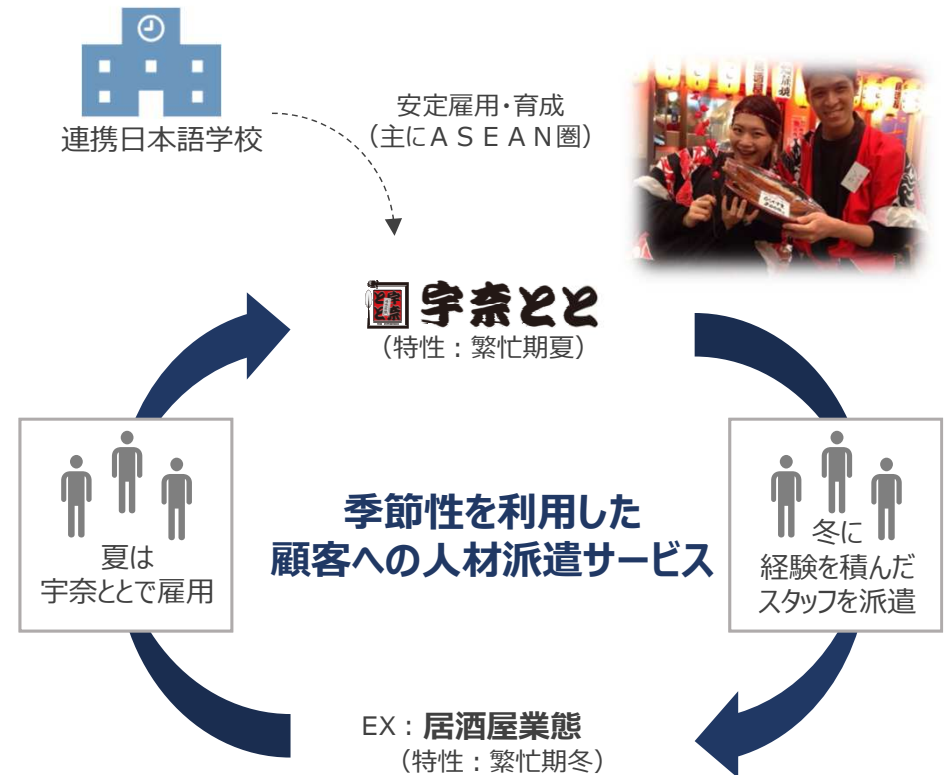 連携日本語学校
安定雇用・育成
（主にＡＳＥＡＮ圏）
宇奈とと
（特性：繁忙期夏）
夏は
宇奈ととで雇用
季節性を利用した
顧客への人材派遣サービス
冬に
経験を積んだ
スタッフを派遣
EX：居酒屋業態
（特性：繁忙期冬）